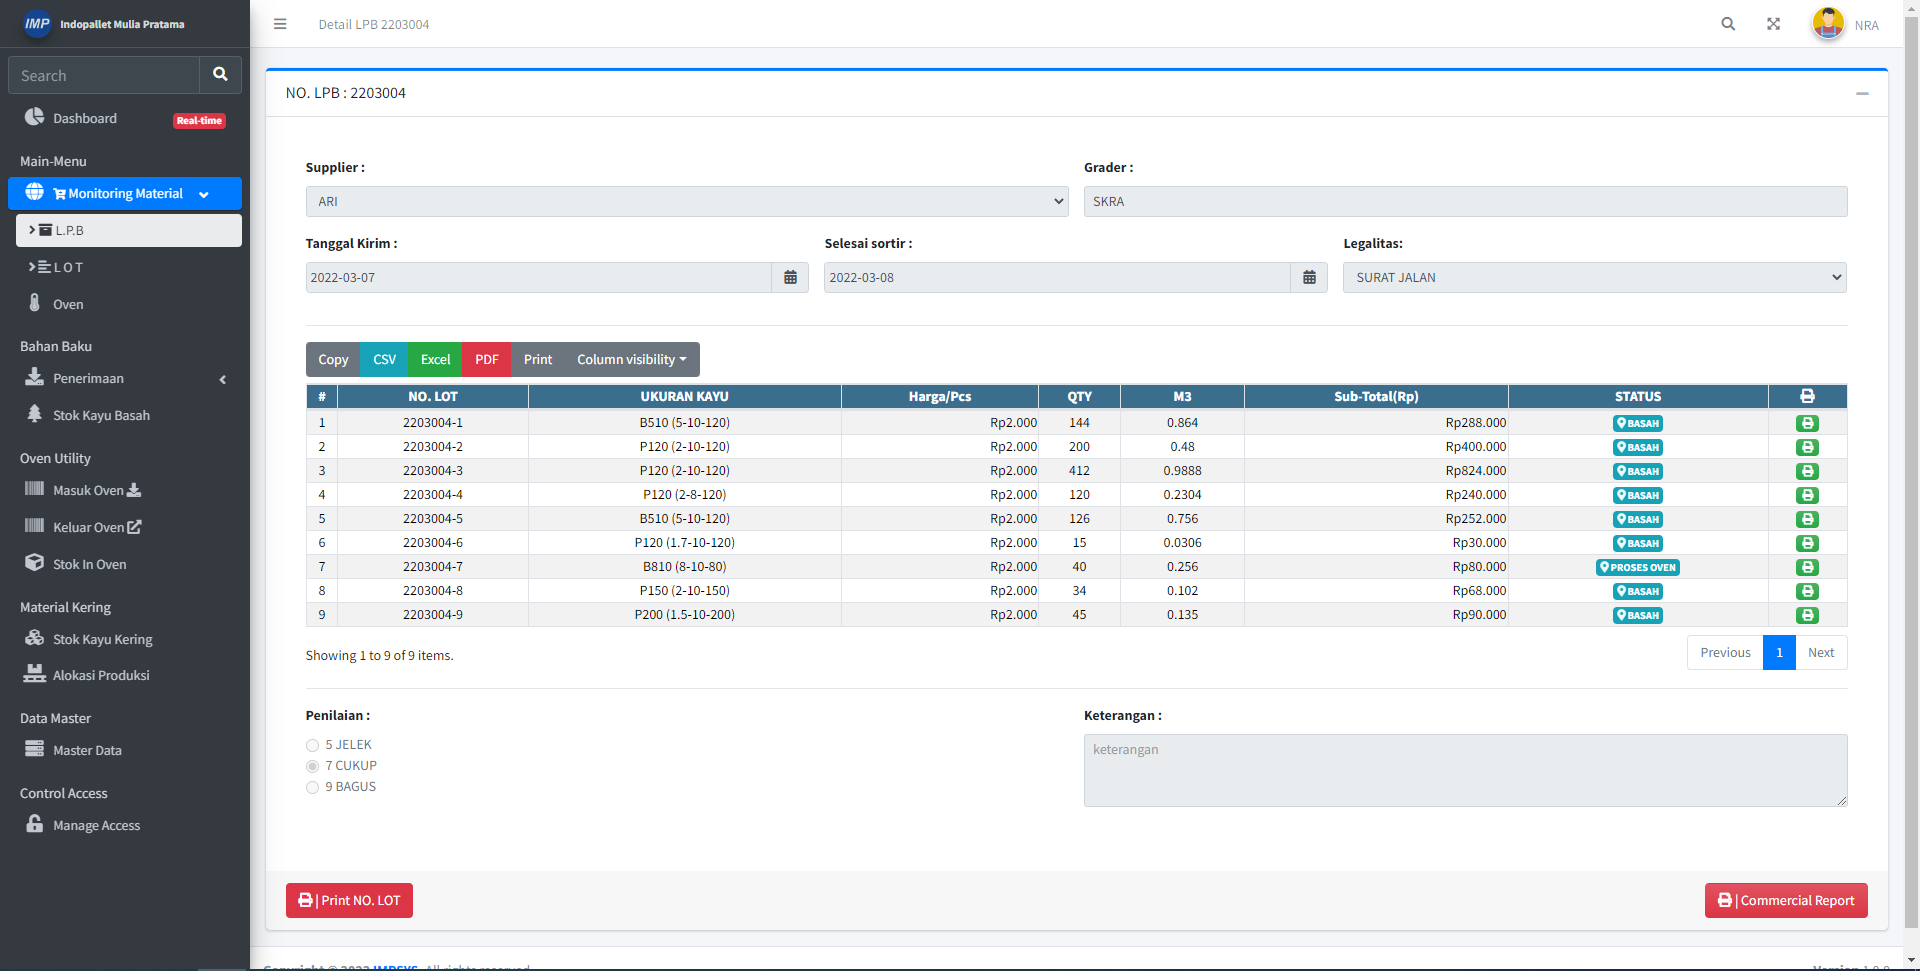 IMP Indopallet Mulia Pratama
Detail LPB 2203004
NRA
Search
Dashboard Real-time
Main-Menu
Monitoring Material
L.P.B
L O T
Oven
Bahan Baku
Penerimaan
Stok Kayu Basah
Oven Utility
Masuk Oven
Keluar Oven
Stok In Oven
Material Kering
Stok Kayu Kering
Alokasi Produksi
Data Master
Master Data
Control Access
Manage Access
NO. LPB : 2203004
Supplier : Grader :
ARI SKRA
Tanggal Kirim : Selesai sortir : Legalitas:
2022-03-07 2022-03-08 SURAT JALAN
Copy CSV Excel PDF Print Column visibility
# NO. LOT UKURAN KAYU Harga/Pcs QTY M3 Sub-Total(Rp) STATUS
1 2203004-1 B510 (5-10-120) Rp2.000 144 0.864 Rp288.000 BASAH
2 2203004-2 P120 (2-10-120) Rp2.000 200 0.48 Rp400.000 BASAH
3 2203004-3 P120 (2-10-120) Rp2.000 412 0.9888 Rp824.000 BASAH
4 2203004-4 P120 (2-8-120) Rp2.000 120 0.2304 Rp240.000 BASAH
5 2203004-5 B510 (5-10-120) Rp2.000 126 0.756 Rp252.000 BASAH
6 2203004-6 P120 (1.7-10-120) Rp2.000 15 0.0306 Rp30.000 BASAH
7 2203004-7 B810 (8-10-80) Rp2.000 40 0.256 Rp80.000 PROSES OVEN
8 2203004-8 P150 (2-10-150) Rp2.000 34 0.102 Rp68.000 BASAH
9 2203004-9 P200 (1.5-10-200) Rp2.000 45 0.135 Rp90.000 BASAH
Showing 1 to 9 of 9 items.
Previous 1 Next
Penilaian : Keterangan :
5 JELEK keterangan
7 CUKUP
9 BAGUS
| Print NO. LOT | Commercial Report
All rights reserved